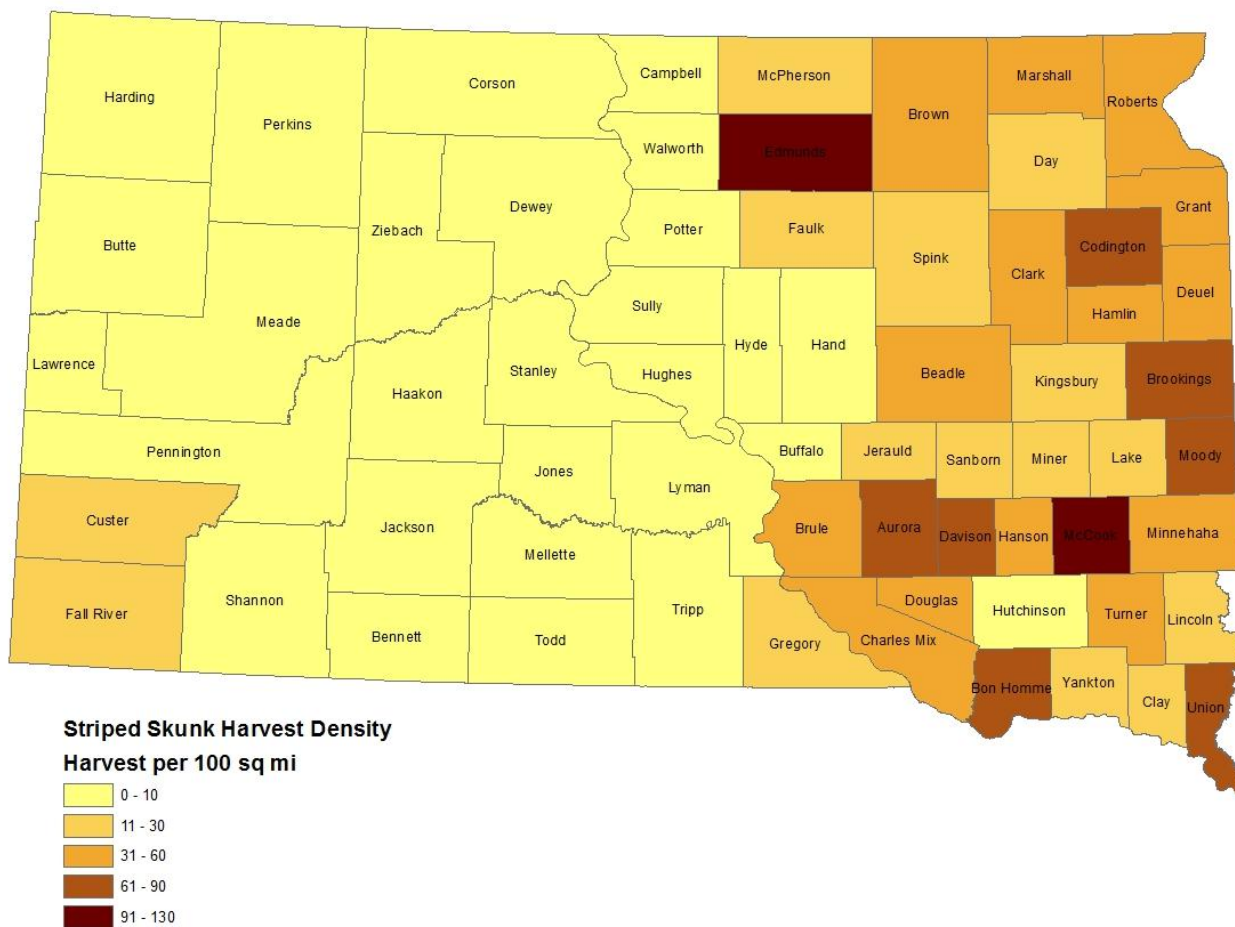 Harding
Perkins
Corson
Campbell
McPherson
Brown
Marshall
Roberts
Walworth
Edmunds
Day
Butte
Ziebach
Dewey
Potter
Faulk
Spink
Clark
Codington
Grant
Meade
Sully
Hyde
Hand
Hamlin
Deuel
Lawrence
Haakon
Stanley
Hughes
Beadle
Kingsbury
Brookings
Pennington
Jones
Lyman
Buffalo
Jerauld
Sanborn
Miner
Lake
Moody
Custer
Jackson
Mellette
Brule
Aurora
Davison
Hanson
McCook
Minnehaha
Fall River
Shannon
Bennett
Todd
Tripp
Gregory
Charles Mix
Douglas
Hutchinson
Turner
Lincoln
Bon Homme
Yankton
Clay
Union
Striped Skunk Harvest Density
Harvest per 100 sq mi
0 - 10
11 - 30
31 - 60
61 - 90
91 - 130